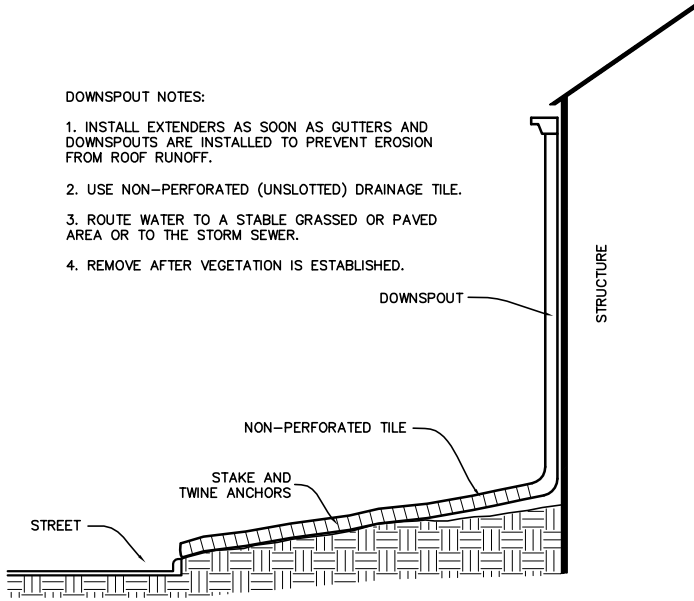 DOWNSPOUT NOTES:
1. INSTALL EXTENDERS AS SOON AS GUTTERS AND
DOWNSPOUTS ARE INSTALLED TO PREVENT EROSION
FROM ROOF RUNOFF.
2. USE NON-PERFORATED (UNSLOTTED) DRAINAGE TILE.
3. ROUTE WATER TO A STABLE GRASSED OR PAVED
AREA OR TO THE STORM SEWER.
4. REMOVE AFTER VEGETATION IS ESTABLISHED.
STRUCTURE
DOWNSPOUT
NON-PERFORATED TILE
STAKE AND
TWINE ANCHORS
STREET